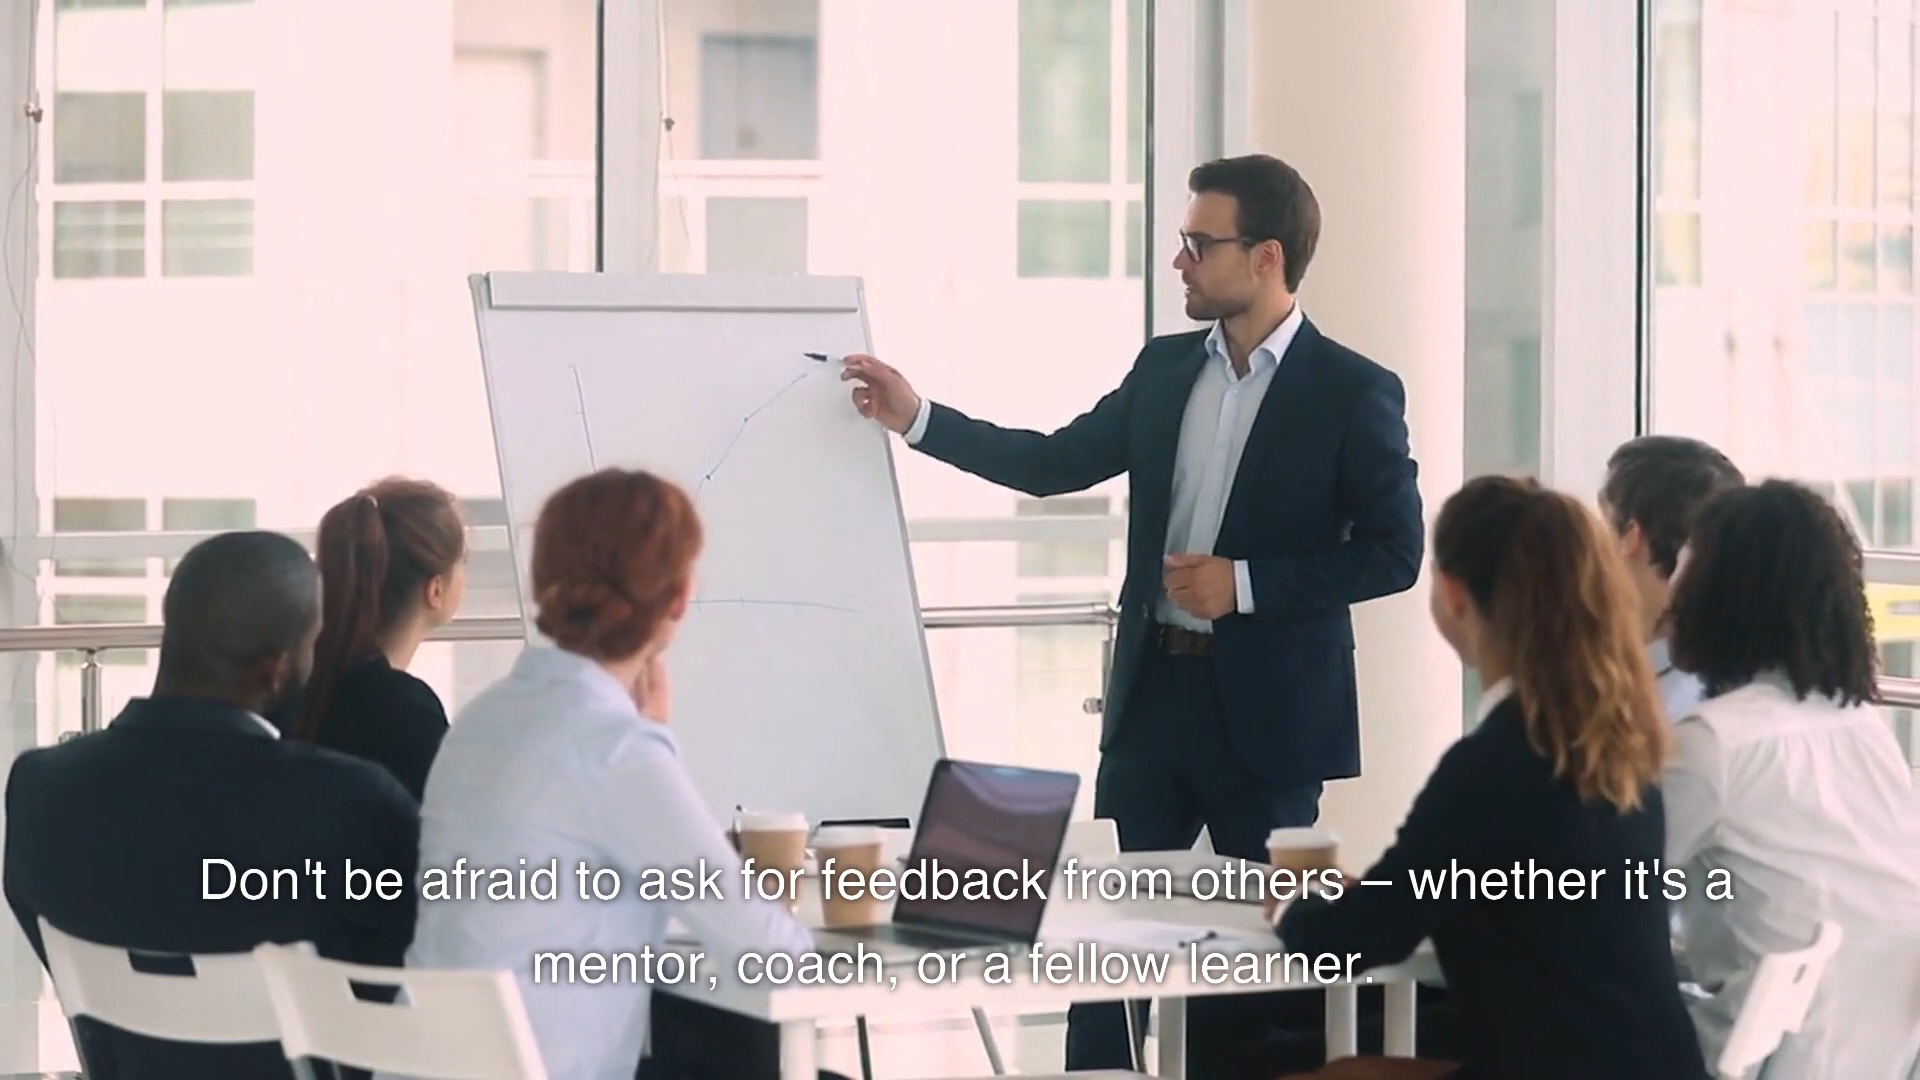 Don't be afraid to ask for feedback from others – whether it's a
mentor, coach, or a fellow learner.